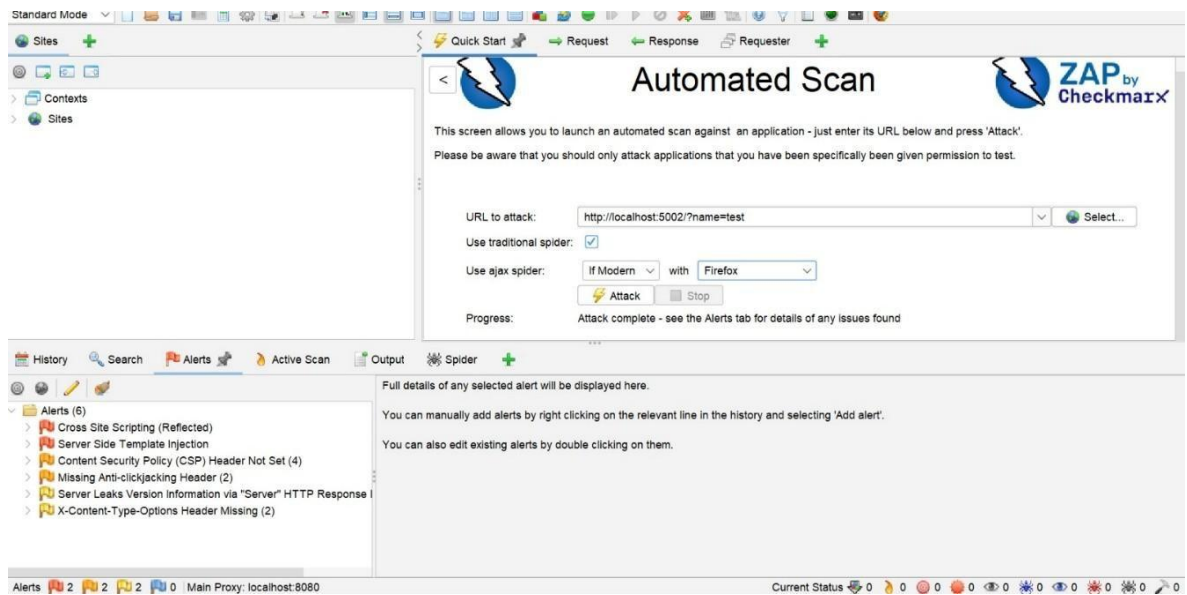 Standard Mode
Sites
Quick Start
Request
Response
Requester
Contexts
Sites
<
Automated Scan
ZAP by
Checkmarx
This screen allows you to launch an automated scan against an application - just enter its URL below and press 'Attack'.
Please be aware that you should only attack applications that you have been specifically been given permission to test.
URL to attack: http://localhost:5002/?name=test Select...
Use traditional spider:
Use ajax spider: If Modern with Firefox
Attack Stop
Progress: Attack complete - see the Alerts tab for details of any issues found
History Search Alerts Active Scan Output Spider
Full details of any selected alert will be displayed here.
You can manually add alerts by right clicking on the relevant line in the history and selecting 'Add alert'.
You can also edit existing alerts by double clicking on them.
Alerts (6)
Cross Site Scripting (Reflected)
Server Side Template Injection
Content Security Policy (CSP) Header Not Set (4)
Missing Anti-clickjacking Header (2)
Server Leaks Version Information via "Server" HTTP Response
X-Content-Type-Options Header Missing (2)
Alerts 2 2 2 0 Main Proxy: localhost:8080 Current Status 0 0 0 0 0 0 0 0 0 0